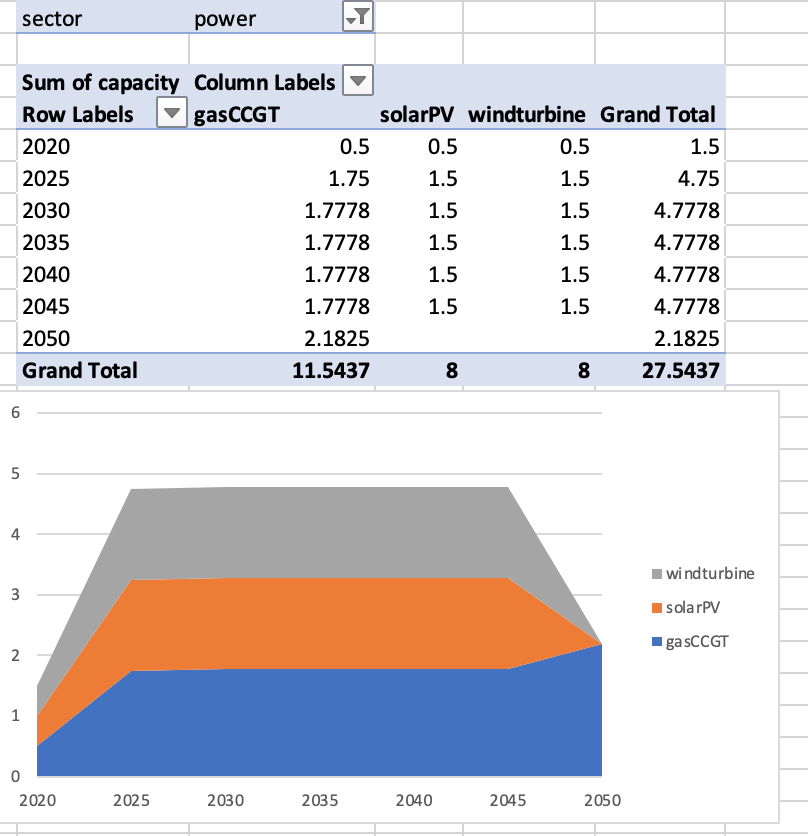 sector power
Sum of capacity Column Labels
Row Labels gasCCGT solarPV windturbine Grand Total
2020 0.5 0.5 0.5 1.5
2025 1.75 1.5 1.5 4.75
2030 1.7778 1.5 1.5 4.7778
2035 1.7778 1.5 1.5 4.7778
2040 1.7778 1.5 1.5 4.7778
2045 1.7778 1.5 1.5 4.7778
2050 2.1825 2.1825
Grand Total 11.5437 8 8 27.5437
6
5
4
3
2
1
0
2020 2025 2030 2035 2040 2045 2050
windturbine
solarPV
gasCCGT